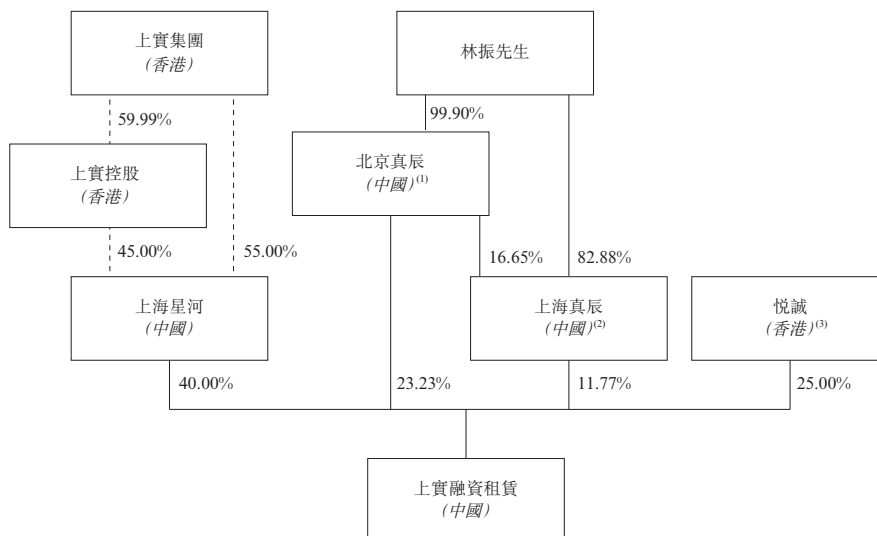 上實集團
（香港）
林振先生
59.99%
99.90%
上實控股
（香港）
北京真辰
（中國）(1)
45.00%
55.00%
16.65%
82.88%
上海星河
（中國）
上海真辰
（中國）(2)
悦誠
（香港）(3)
40.00%
23.23%
11.77%
25.00%
上實融資租賃
（中國）